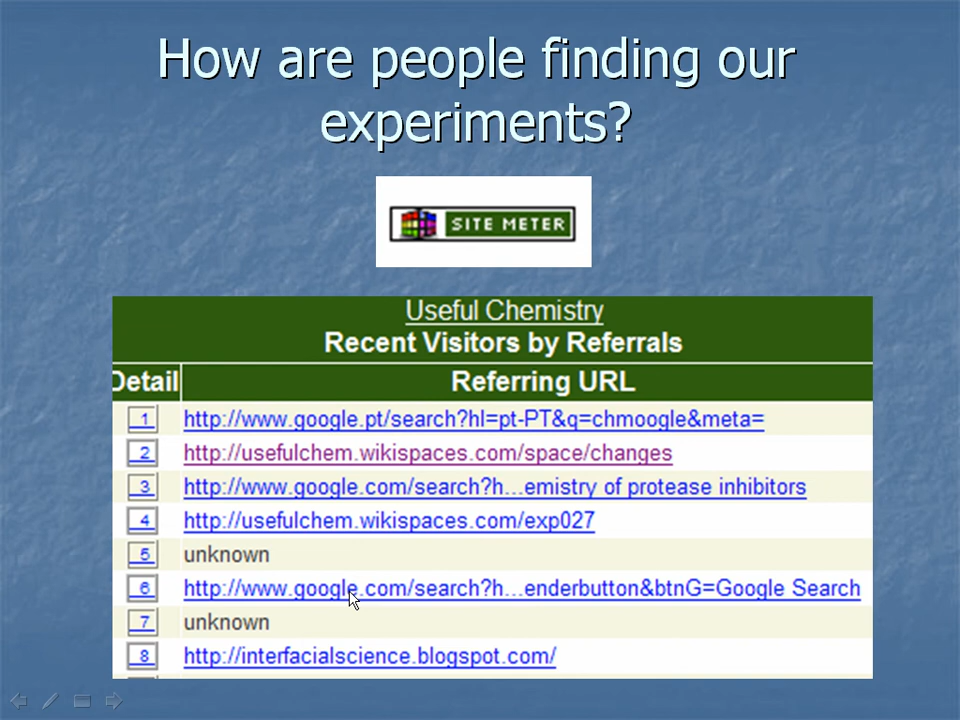 How are people finding our
experiments?
SITE METER
Useful Chemistry
Recent Visitors by Referrals
Detail Referring URL
1 http://www.google.pt/search?hl=pt-PT&q=chmoogle&meta=
2 http://usefulchem.wikispaces.com/space/changes
3 http://www.google.com/search?h...emistry of protease inhibitors
4 http://usefulchem.wikispaces.com/exp027
5 unknown
6 http://www.google.com/search?h...enderbutton&btnG=Google Search
7 unknown
8 http://interfacialscience.blogspot.com/